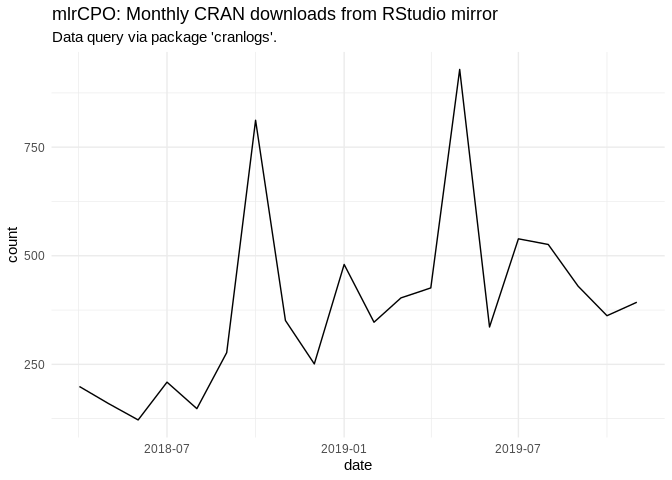 mlrCPO: Monthly CRAN downloads from RStudio mirror
Data query via package 'cranlogs'.
count
750
500
250
2018-07
2019-01
2019-07
date